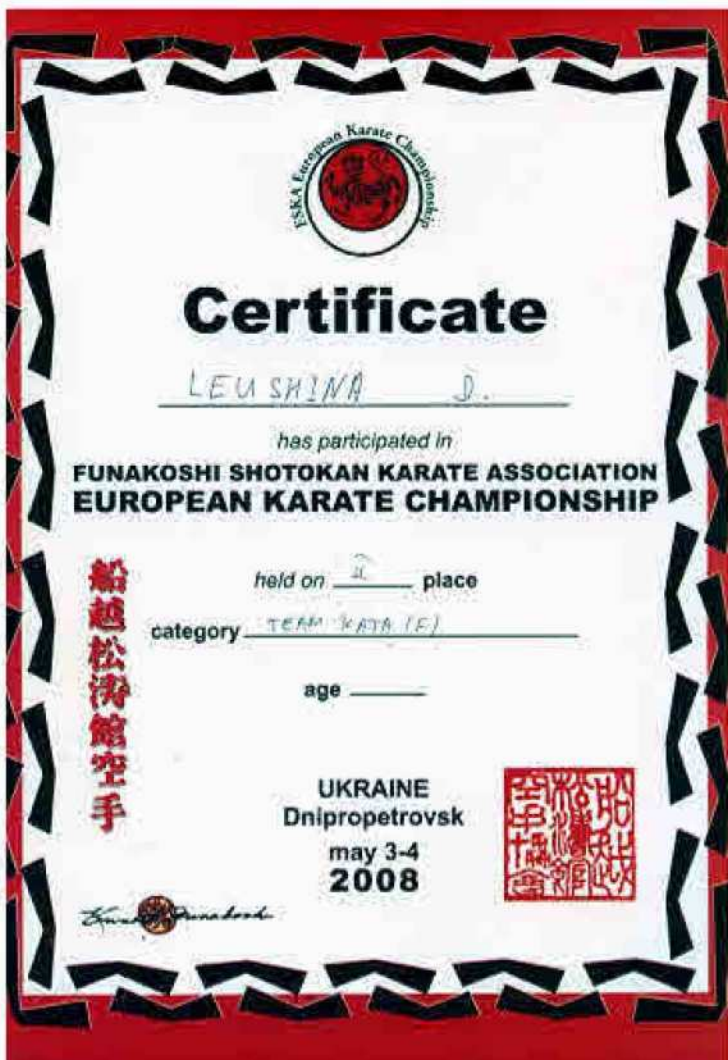 FSKA European Karate Championship
Certificate
LEUSHINA D.
has participated in
FUNAKOSHI SHOTOKAN KARATE ASSOCIATION
EUROPEAN KARATE CHAMPIONSHIP
held on II place
category TEAM KATA (F)
age
船越松涛館空手
UKRAINE
Dnipropetrovsk
may 3-4
2008